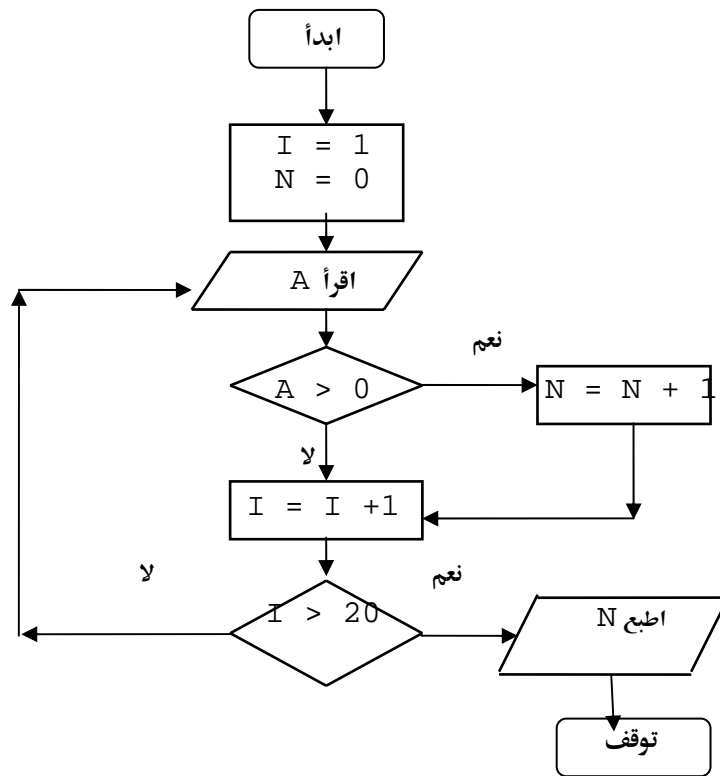 ابدأ
I = 1
N = 0
اقرأ A
نعم
A > 0
N = N + 1
لا
I = I +1
لا
نعم
I > 20
اطبع N
توقف